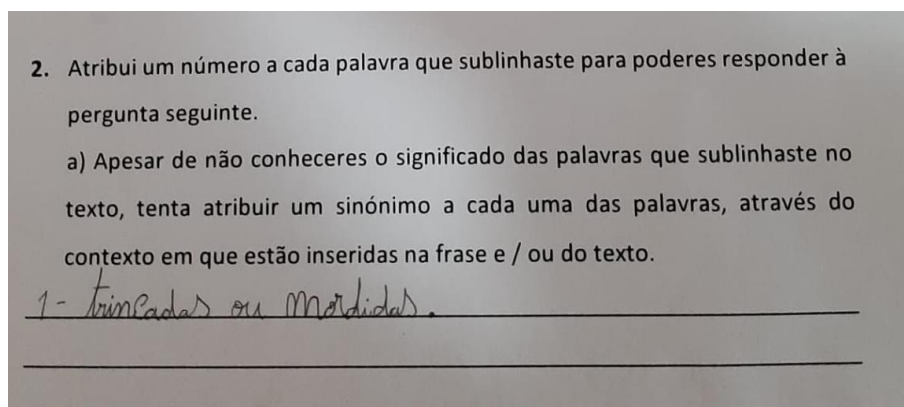 2. Atribui um número a cada palavra que sublinhaste para poderes responder à
pergunta seguinte.
a) Apesar de não conheceres o significado das palavras que sublinhaste no
texto, tenta atribuir um sinónimo a cada uma das palavras, através do
contexto em que estão inseridas na frase e / ou do texto.
1- trincadas ou mordidas.